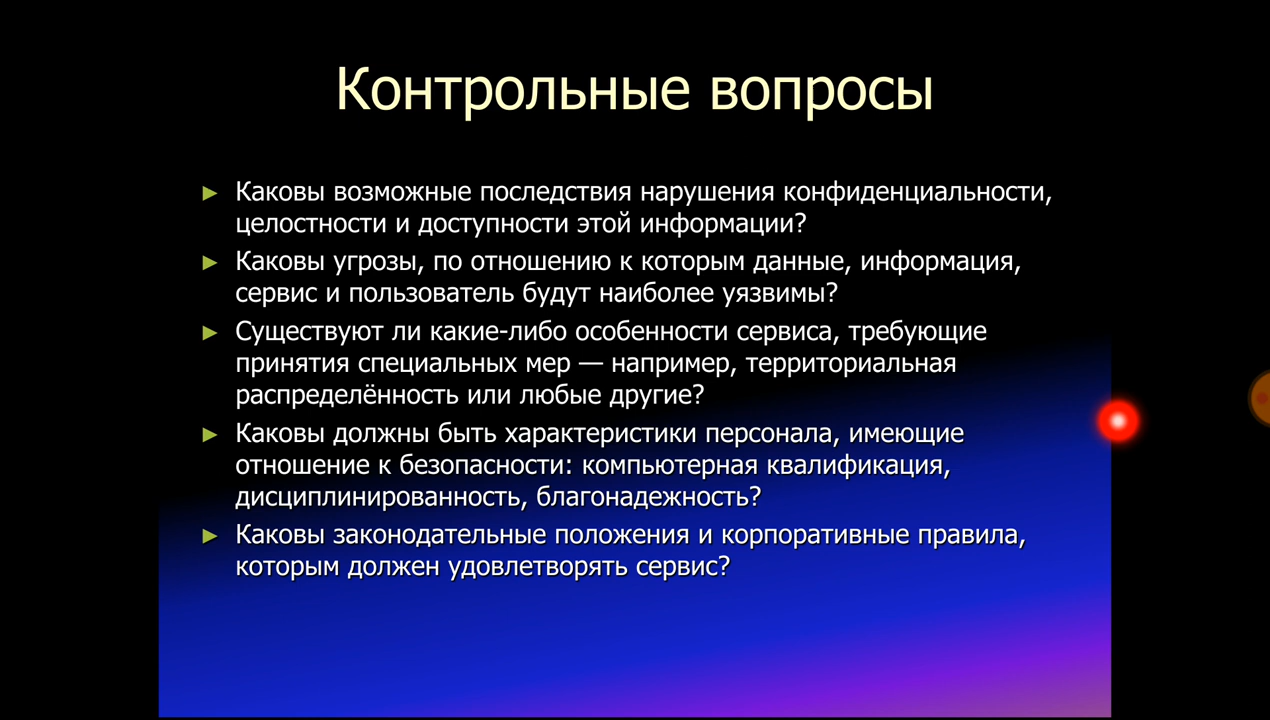 Контрольные вопросы
Каковы возможные последствия нарушения конфиденциальности,
целостности и доступности этой информации?
Каковы угрозы, по отношению к которым данные, информация,
сервис и пользователь будут наиболее уязвимы?
Существуют ли какие-либо особенности сервиса, требующие
принятия специальных мер — например, территориальная
распределённость или любые другие?
Каковы должны быть характеристики персонала, имеющие
отношение к безопасности: компьютерная квалификация,
дисциплинированность, благонадежность?
Каковы законодательные положения и корпоративные правила,
которым должен удовлетворять сервис?